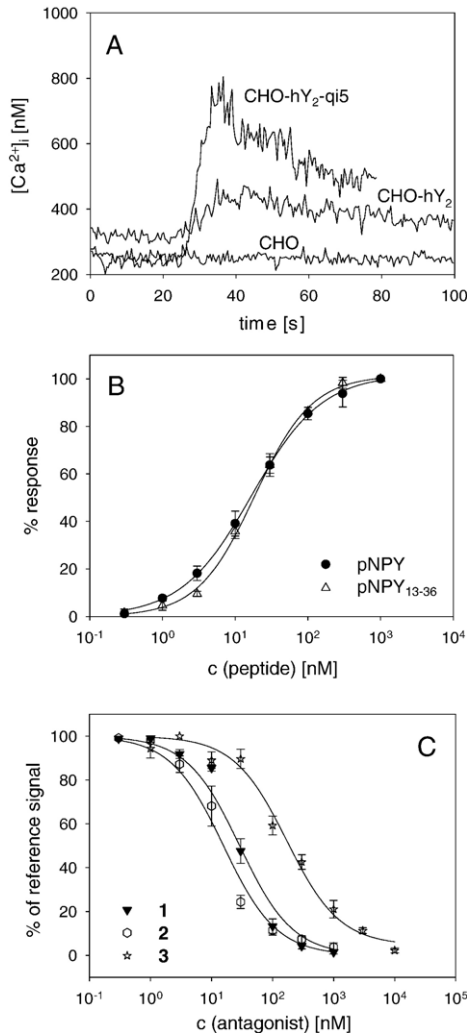 A
[Ca²⁺]ᵢ [nM]
1000
800
600
400
200
CHO-hY₂-qi5
CHO-hY₂
CHO
0 20 40 60 80 100
time [s]
B
% response
100
80
60
40
20
0
pNPY
pNPY₁₃₋₃₆
10⁻¹ 10⁰ 10¹ 10² 10³ 10⁴
c (peptide) [nM]
C
% of reference signal
100
80
60
40
20
0
1
2
3
10⁻¹ 10⁰ 10¹ 10² 10³ 10⁴ 10⁵
c (antagonist) [nM]